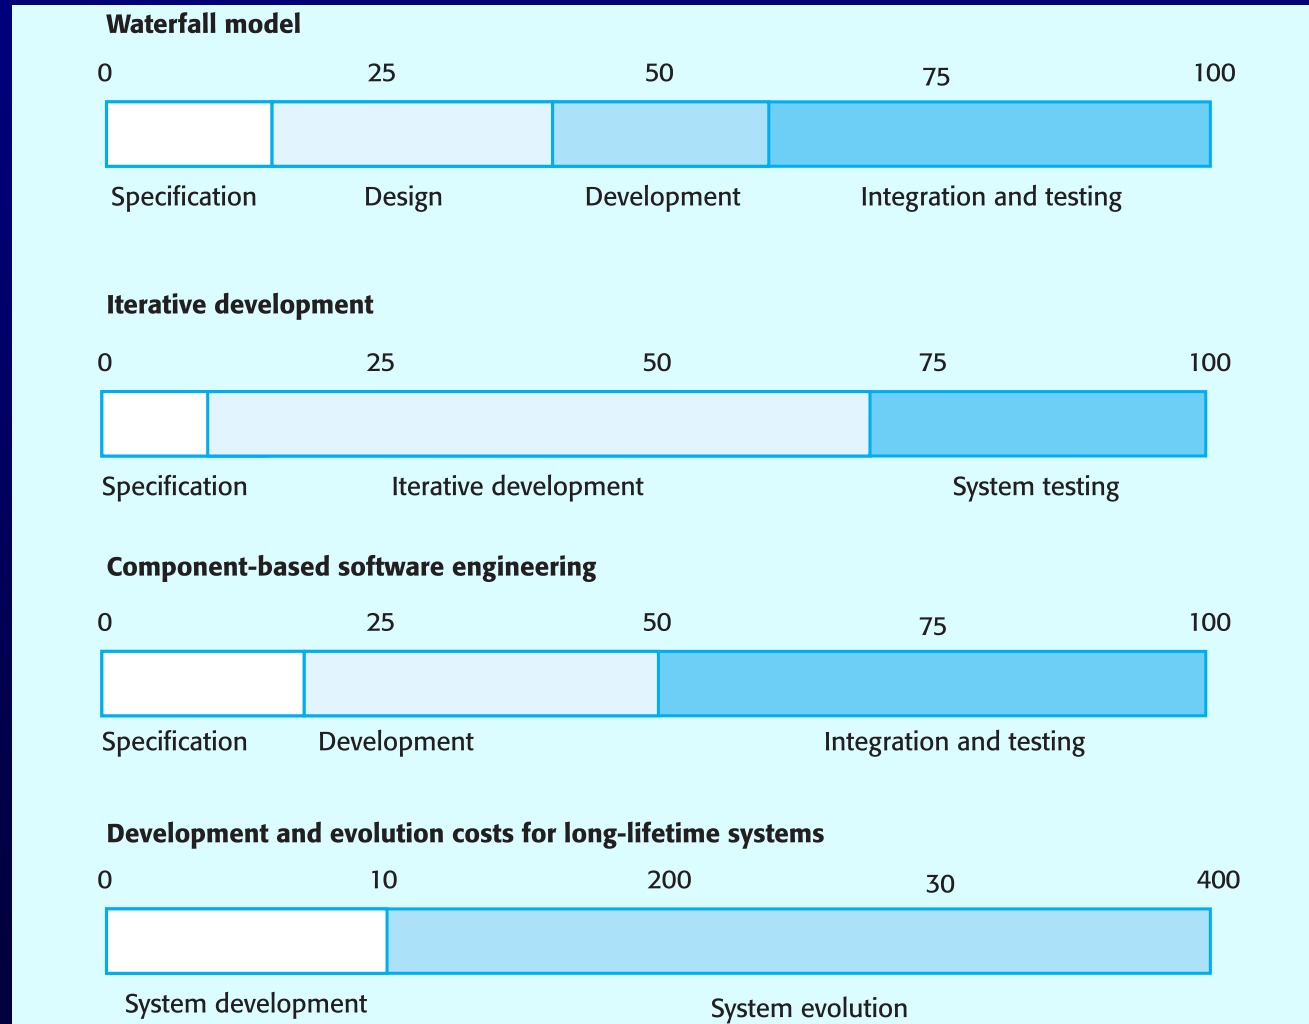 Waterfall model
0 25 50 75 100
Specification Design Development Integration and testing
Iterative development
0 25 50 75 100
Specification Iterative development System testing
Component-based software engineering
0 25 50 75 100
Specification Development Integration and testing
Development and evolution costs for long-lifetime systems
0 10 200 30 400
System development System evolution